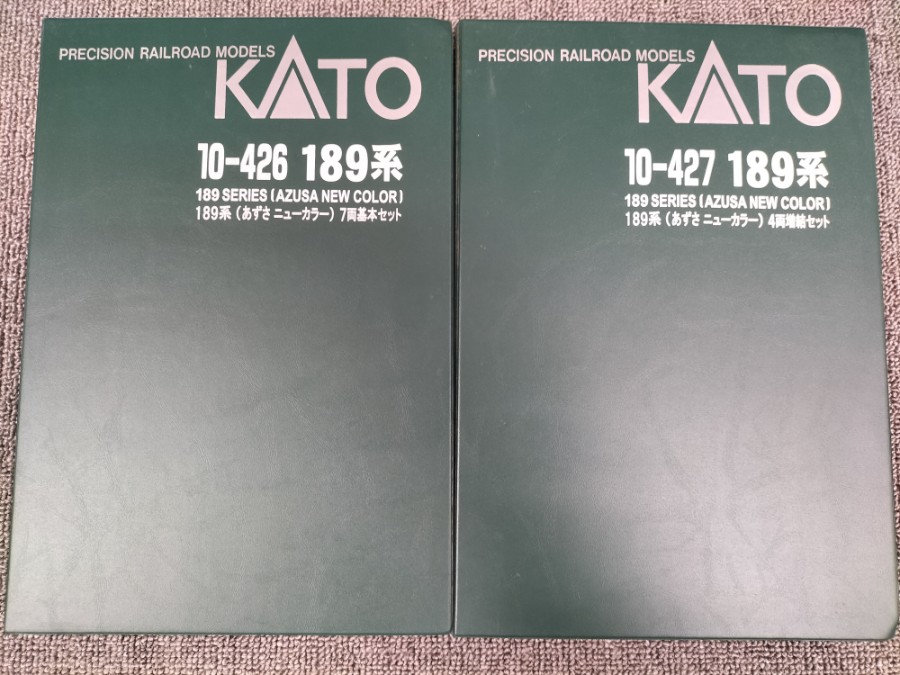 PRECISION RAILROAD MODELS
KATO
10-426 189系
189 SERIES (AZUSA NEW COLOR)
189系 (あずさ ニューカラー) 7両基本セット
PRECISION RAILROAD MODELS
KATO
10-427 189系
189 SERIES (AZUSA NEW COLOR)
189系 (あずさ ニューカラー) 4両増結セット